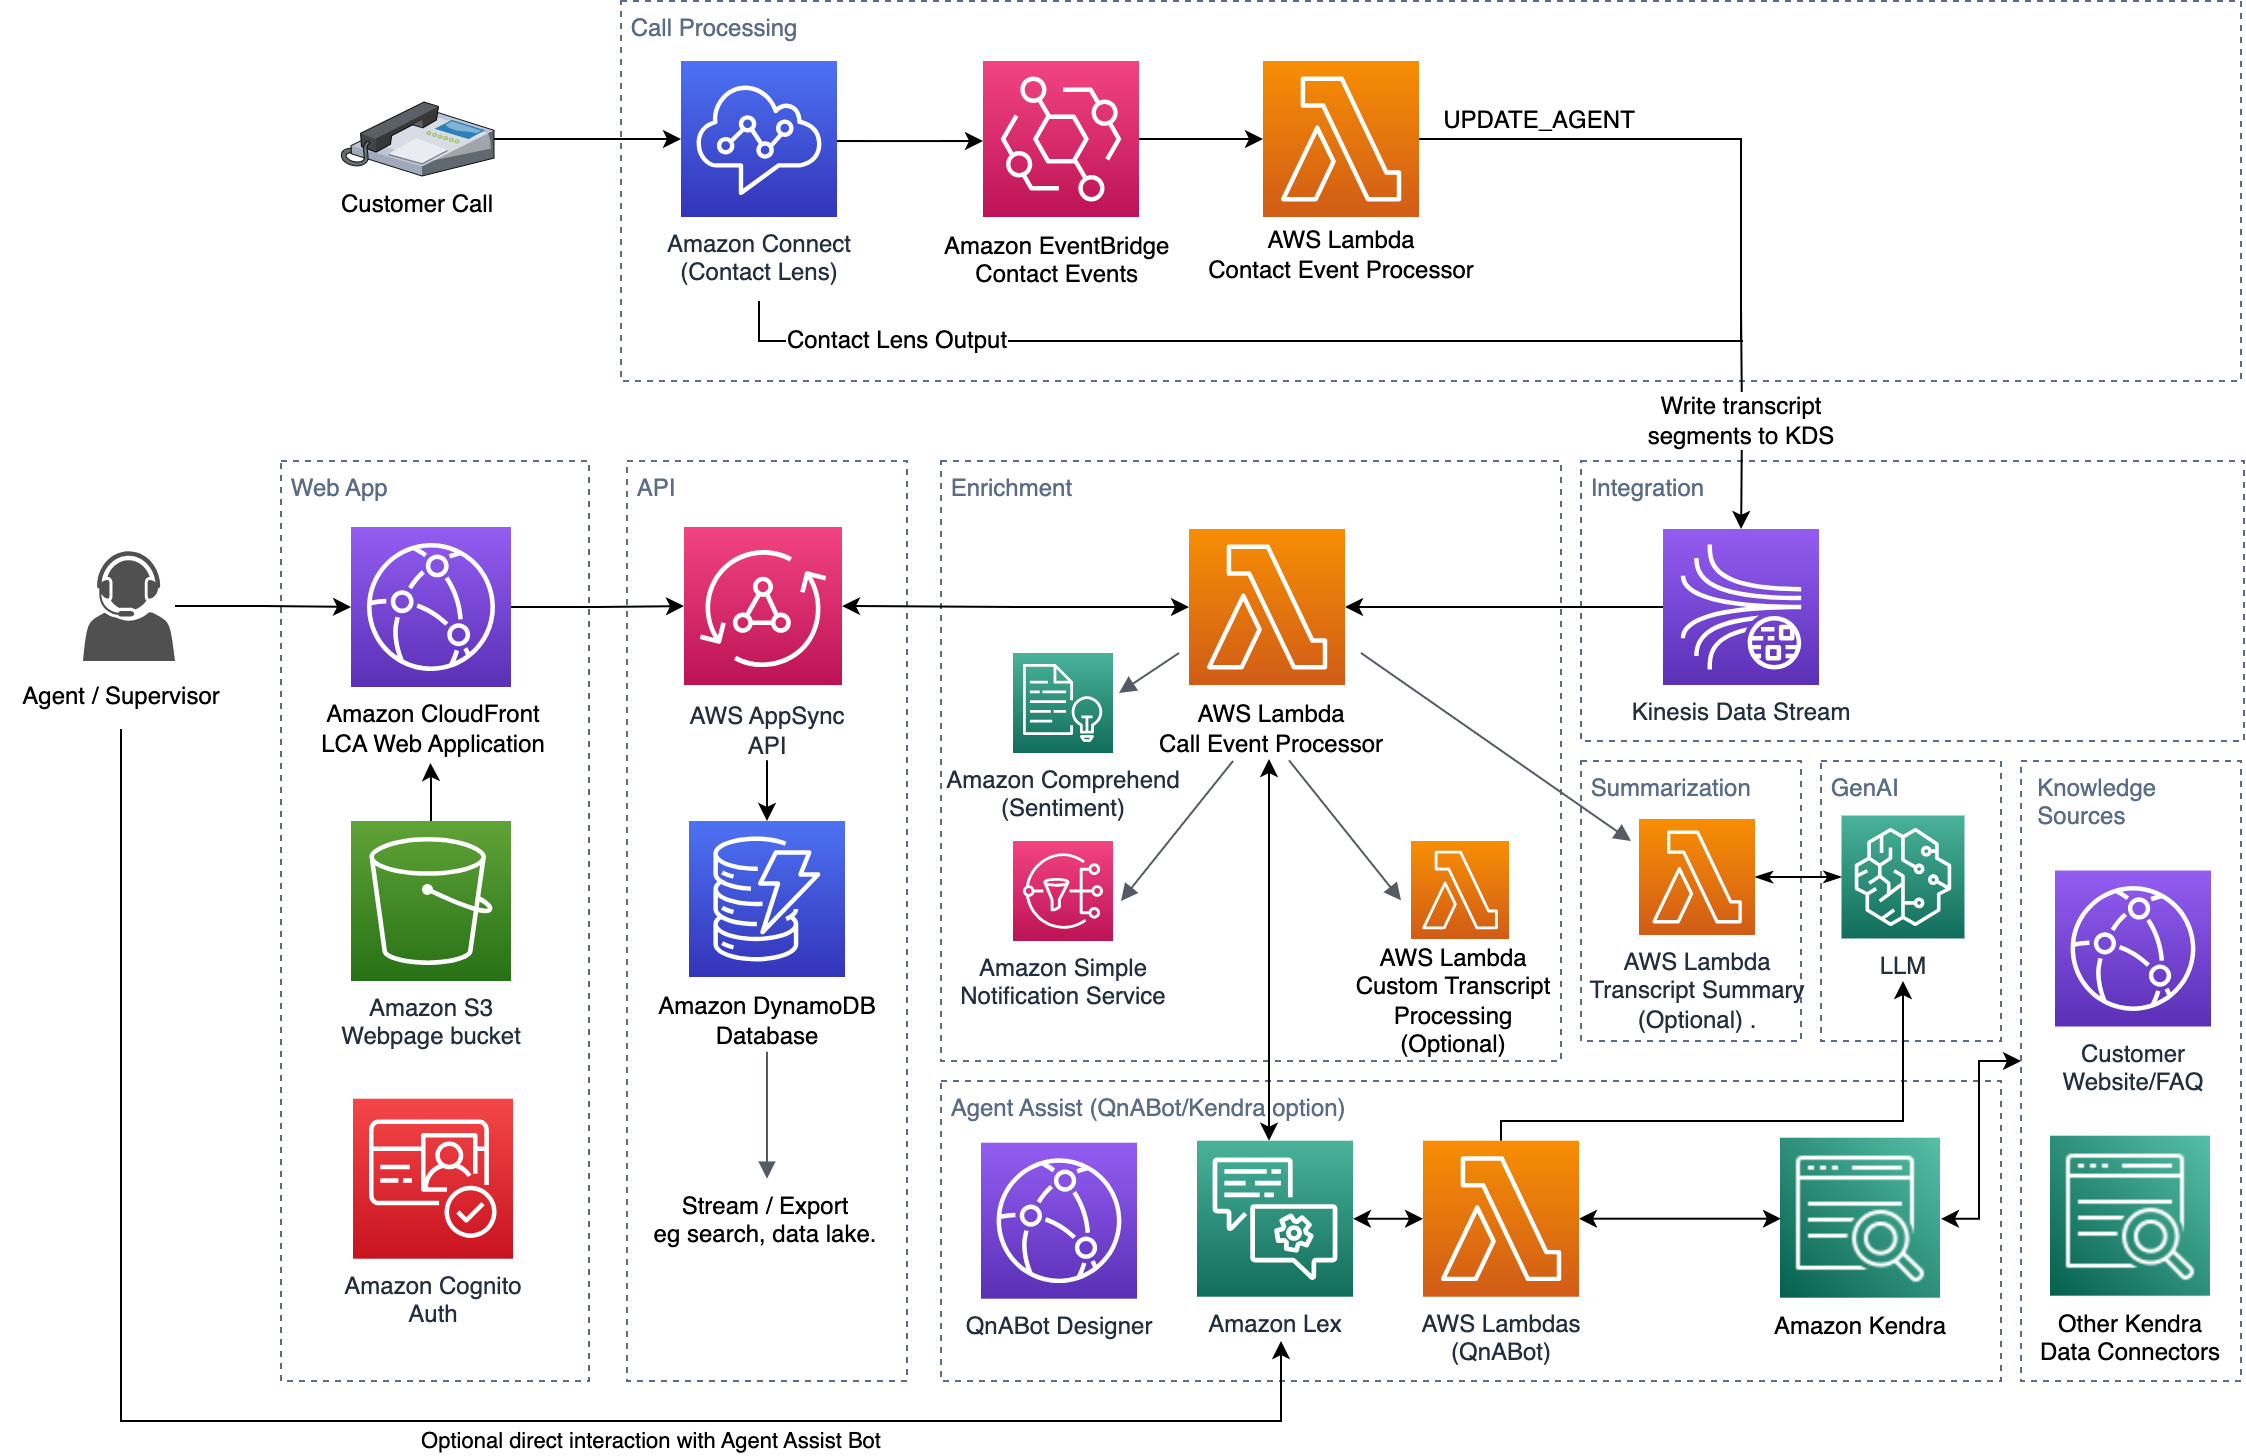 Call Processing
Customer Call
Amazon Connect
(Contact Lens)
Amazon EventBridge
Contact Events
AWS Lambda
Contact Event Processor
UPDATE_AGENT
Contact Lens Output
Write transcript
segments to KDS
Agent / Supervisor
Web App
Amazon CloudFront
LCA Web Application
Amazon S3
Webpage bucket
Amazon Cognito
Auth
API
AWS AppSync
API
Amazon DynamoDB
Database
Stream / Export
eg search, data lake.
Enrichment
AWS Lambda
Call Event Processor
Amazon Comprehend
(Sentiment)
Amazon Simple
Notification Service
AWS Lambda
Custom Transcript
Processing
(Optional)
Integration
Kinesis Data Stream
Summarization
AWS Lambda
Transcript Summary
(Optional) .
GenAI
LLM
Knowledge
Sources
Customer
Website/FAQ
Other Kendra
Data Connectors
Agent Assist (QnABot/Kendra option)
QnABot Designer
Amazon Lex
AWS Lambdas
(QnABot)
Amazon Kendra
Optional direct interaction with Agent Assist Bot